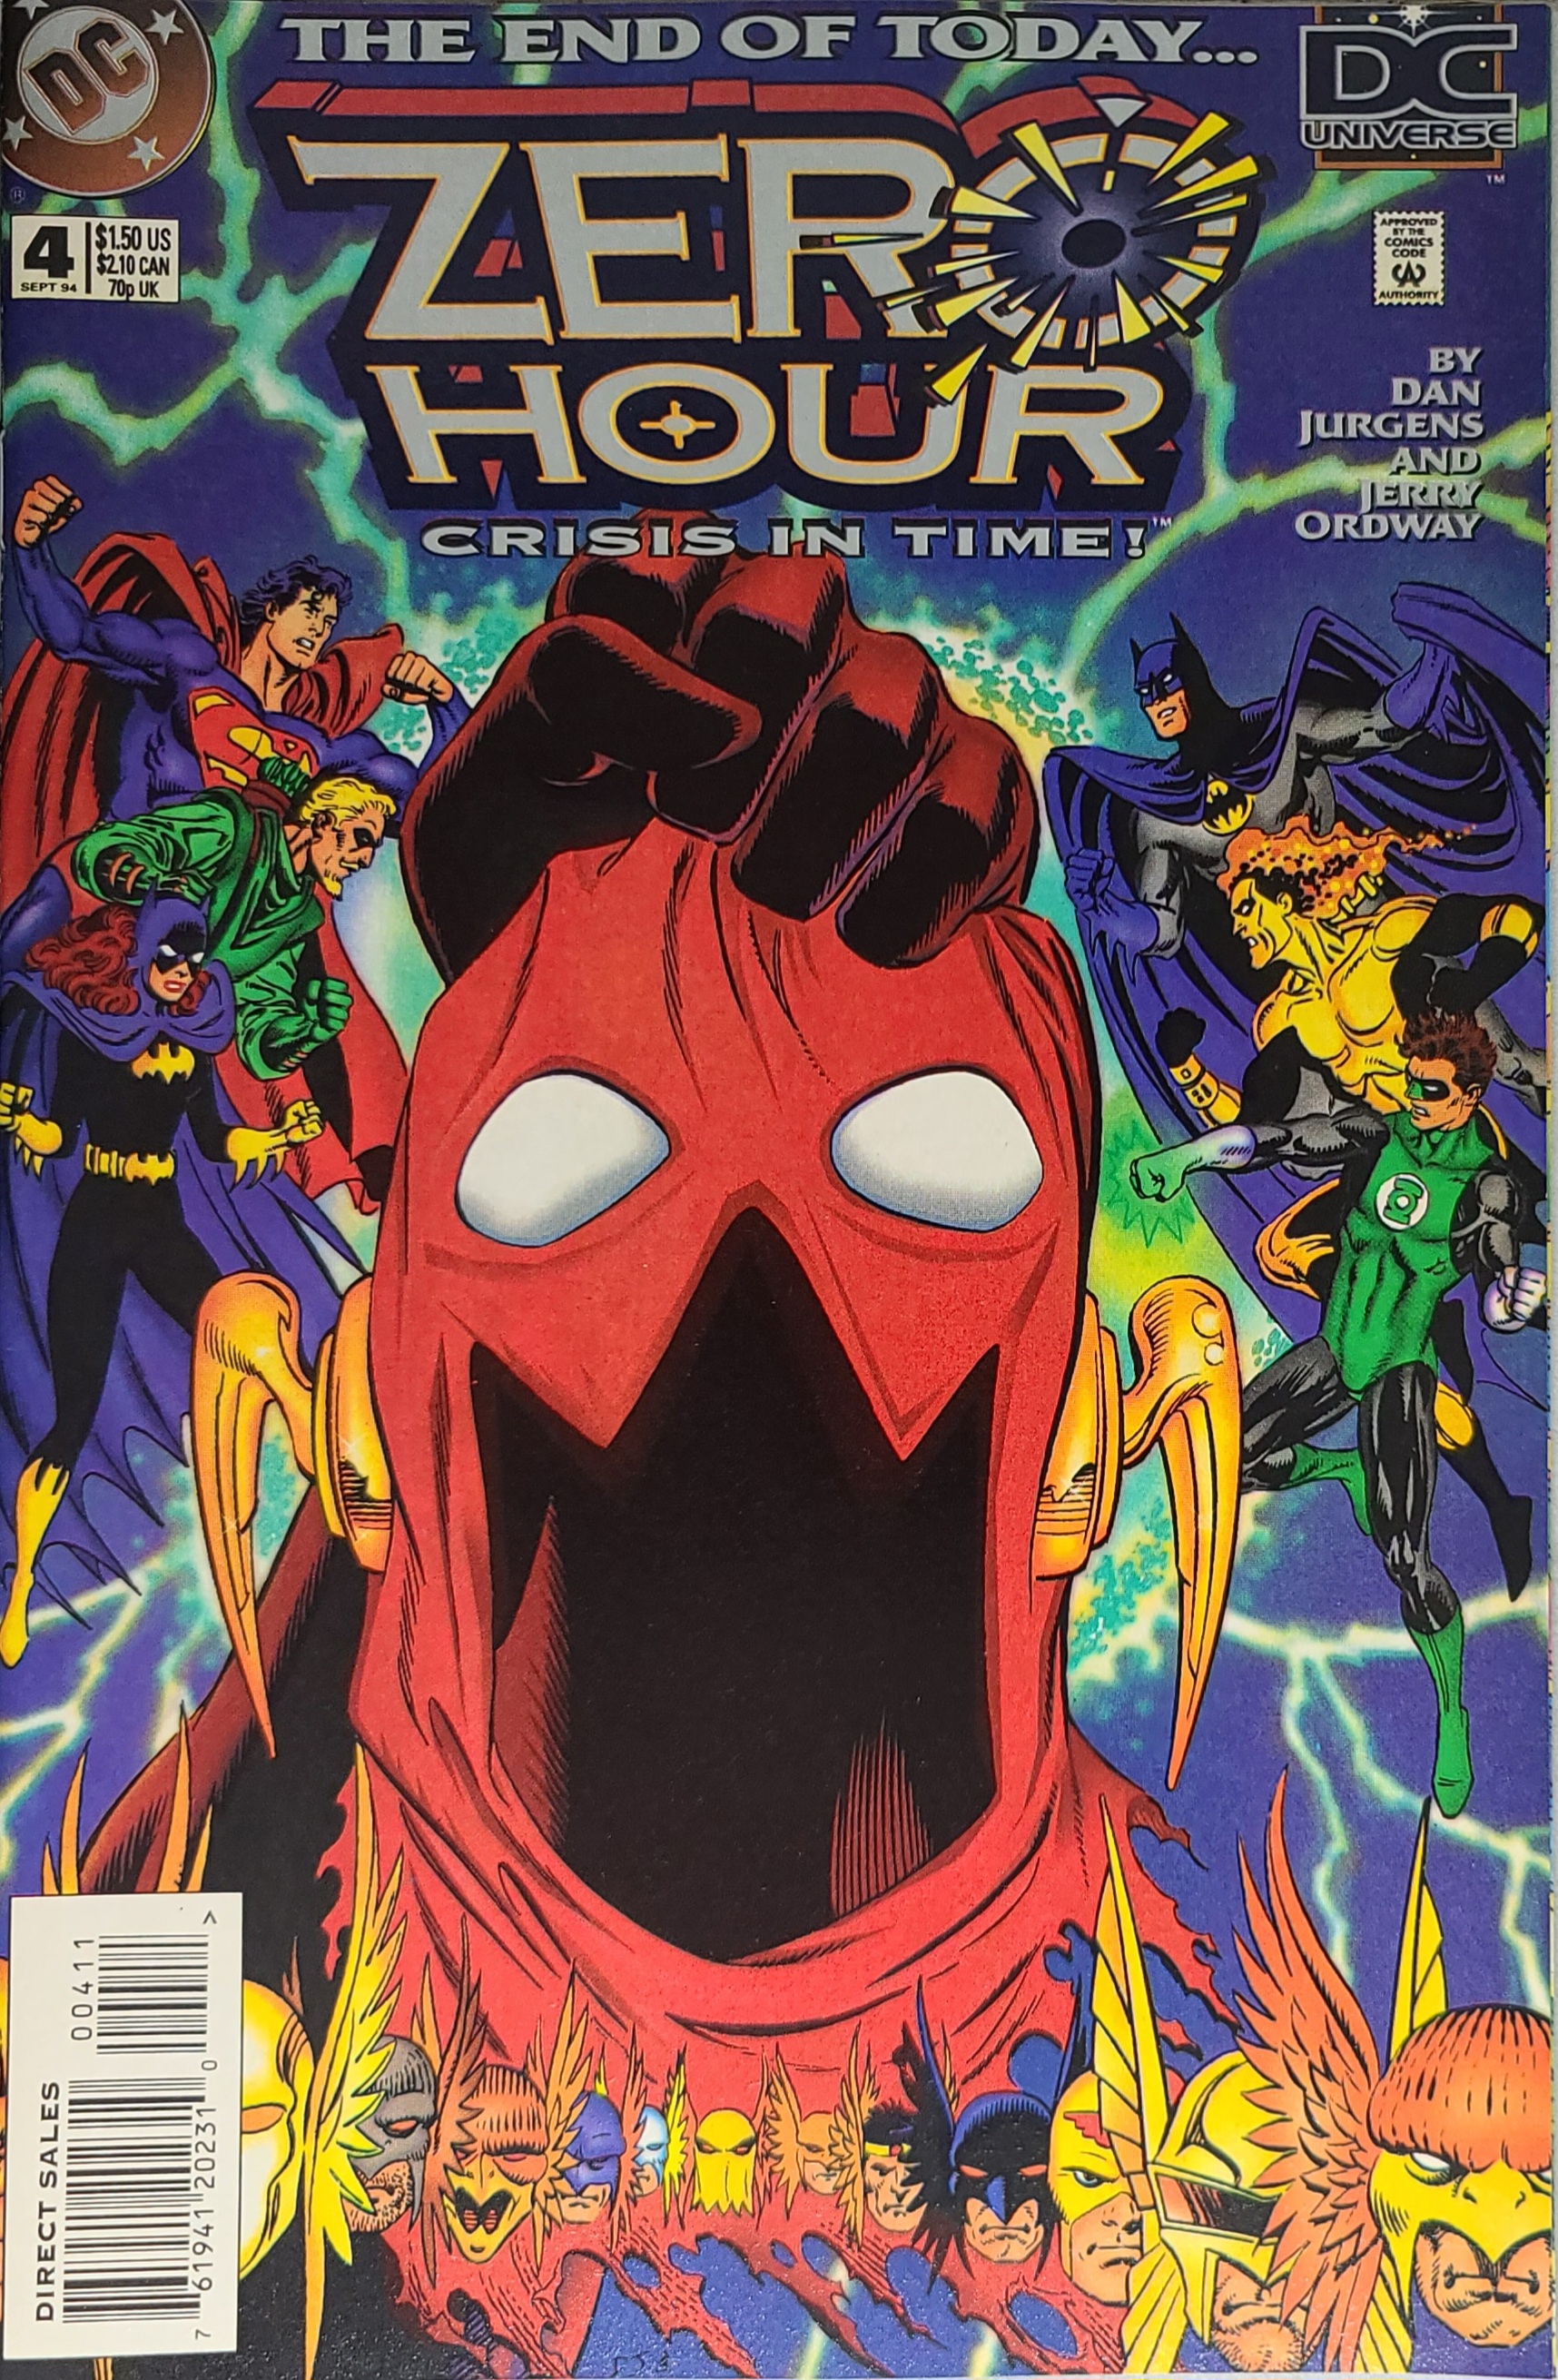 THE END OF TODAY...
DC
®
DC
UNIVERSE
™
ZERO
HOUR
CRISIS IN TIME!™
4
SEPT 94
$1.50 US
$2.10 CAN
70p UK
APPROVED
BY THE
COMICS
CODE
CA
AUTHORITY
BY
DAN
JURGENS
AND
JERRY
ORDWAY
DIRECT SALES
00411
>
7 61941 20231 0